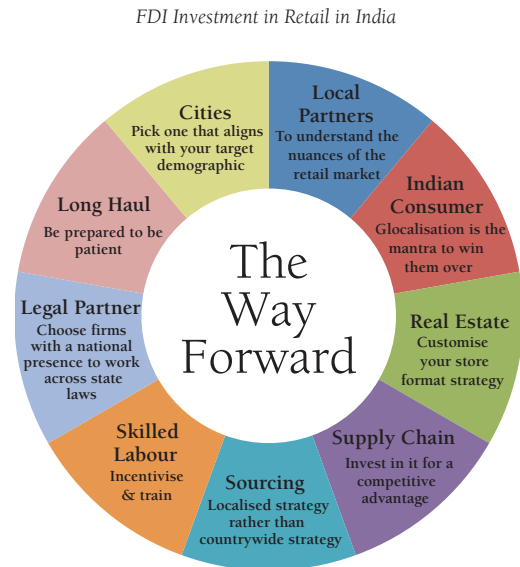 FDI Investment in Retail in India
Local
Partners
To understand the
nuances of the
retail market
Indian
Consumer
Glocalisation is the
mantra to win
them over
Real Estate
Customise
your store
format strategy
Supply Chain
Invest in it for a
competitive
advantage
Sourcing
Localised strategy
rather than
countrywide strategy
Skilled
Labour
Incentivise
& train
Legal Partner
Choose firms
with a national
presence to work
across state
laws
Long Haul
Be prepared to be
patient
Cities
Pick one that aligns
with your target
demographic
The
Way
Forward